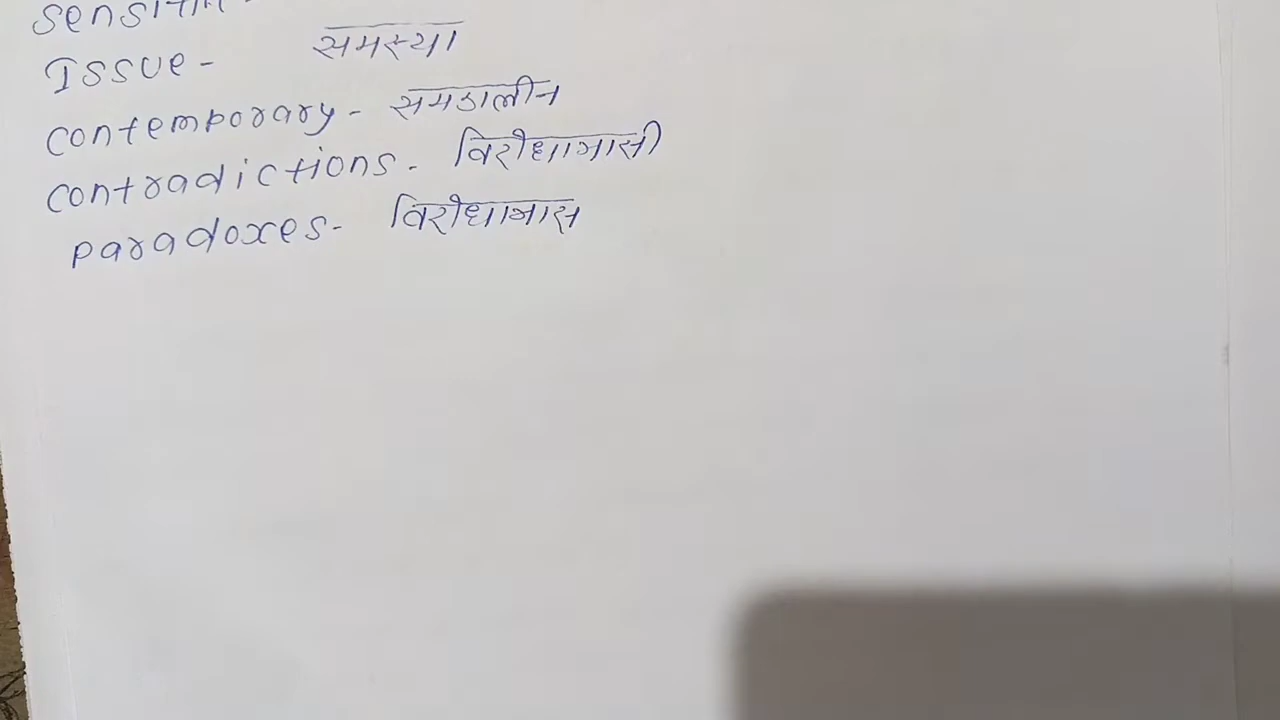 Issue - समस्या
contemporary - समकालीन
contradictions - विरोधाभासी
paradoxes - विरोधाभास